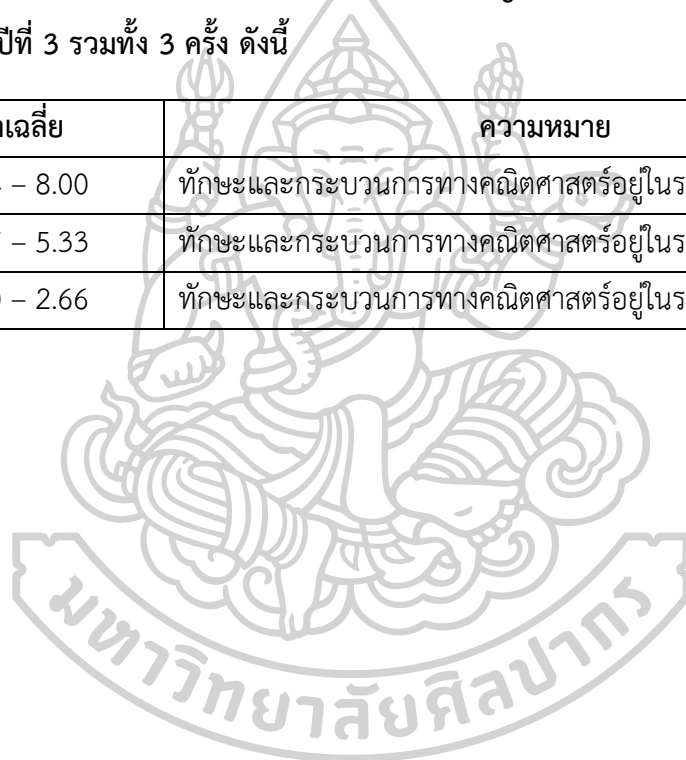 ปีที่ 3 รวมทั้ง 3 ครั้ง ดังนี้
เฉลี่ย ความหมาย
– 8.00 ทักษะและกระบวนการทางคณิตศาสตร์อยู่ในร
– 5.33 ทักษะและกระบวนการทางคณิตศาสตร์อยู่ในร
– 2.66 ทักษะและกระบวนการทางคณิตศาสตร์อยู่ในร
มหาวิทยาลัยศิลปากร